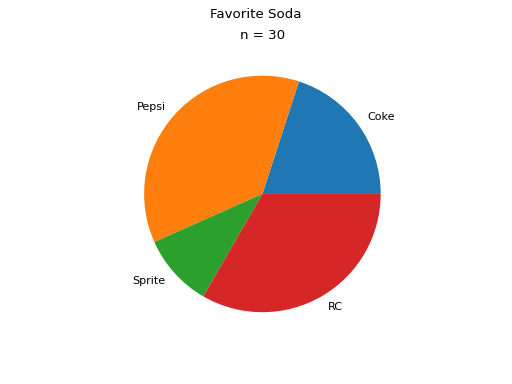 Favorite Soda
n = 30
Pepsi
Coke
Sprite
RC